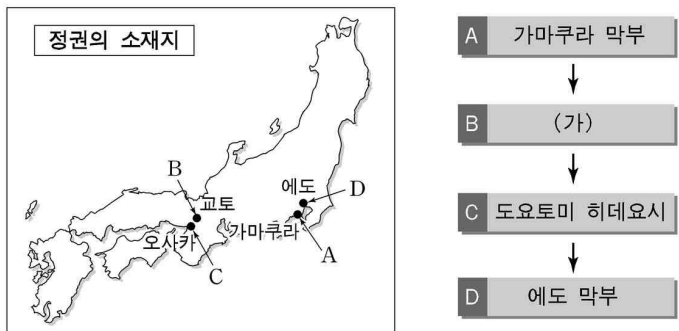 정권의 소재지
B
교토
에도
D
오사카
가마쿠라
A
C
A 가마쿠라 막부
B (가)
C 도요토미 히데요시
D 에도 막부